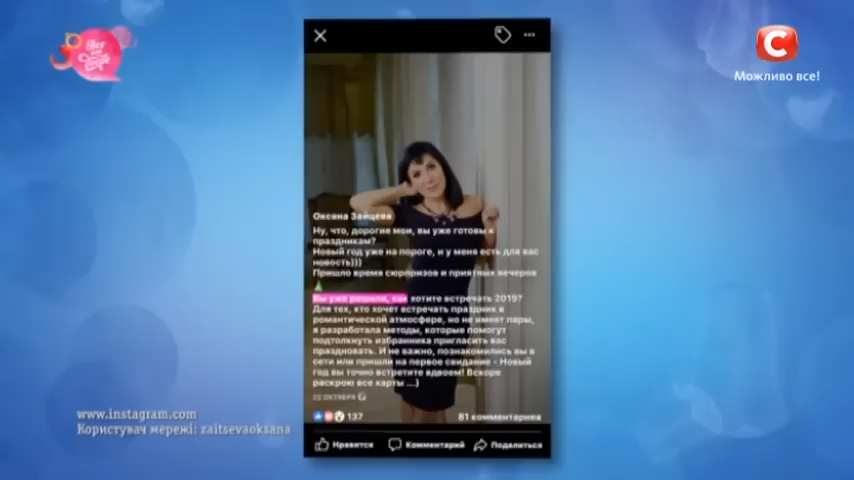 Все
буде
С
Можливо все!
Оксана Зайцева
Ну, что, дорогие мои, вы уже готовы к
праздникам?
Новый год уже на пороге, и у меня есть для вас
новость)))
Пришло время сюрпризов и приятных вечеров
Вы уже решили, как хотите встречать 2019?
Для тех, кто хочет встречать праздник в
романтической атмосфере, но не имеет пары,
я разработала методы, которые помогут
подтолкнуть избранника пригласить вас
праздновать. И не важно, познакомились вы в
сети или пришли на первое свидание - Новый
год вы точно встретите вдвоем! Вскоре
раскрою все карты ...)
22 ОКТЯБРЯ
137
81 комментариев
Нравится
Комментарий
Поделиться
www.instagram.com
Користувач мережі: zaitsevaoksana